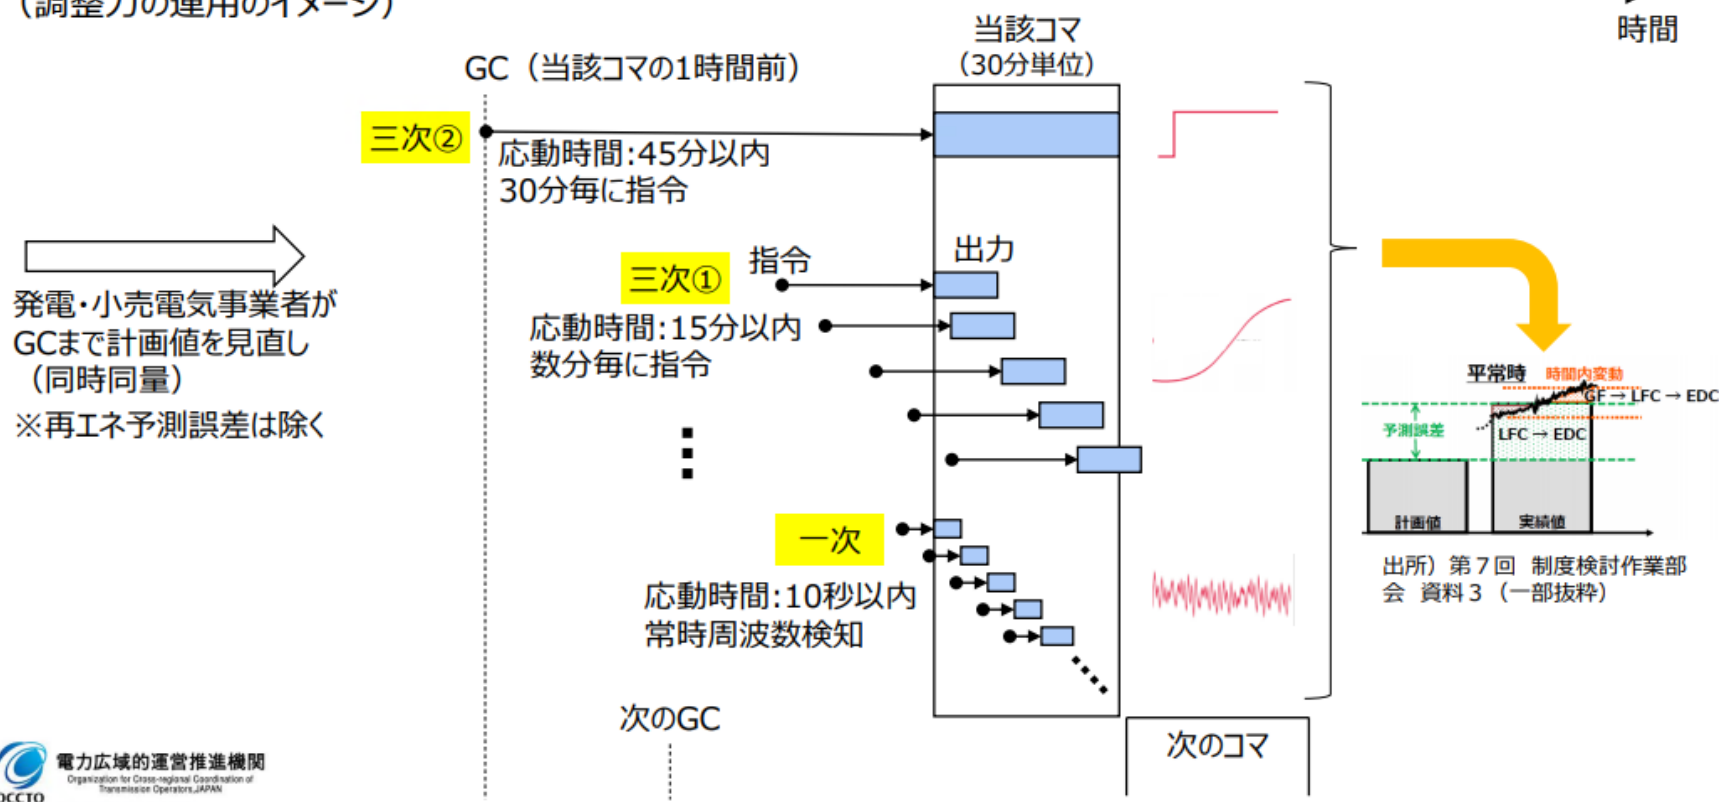 （調整力の運用のイメージ）
時間
当該コマ
（30分単位）
GC（当該コマの1時間前）
三次②
応動時間:45分以内
30分毎に指令
三次①
指令
出力
応動時間:15分以内
数分毎に指令
発電・小売電気事業者が
GCまで計画値を見直し
（同時同量）
※再エネ予測誤差は除く
一次
応動時間:10秒以内
常時周波数検知
平常時
時間内変動
GF → LFC → EDC
予測誤差
LFC → EDC
計画値
実績値
出所）第７回 制度検討作業部
会 資料３（一部抜粋）
次のGC
次のコマ
電力広域的運営推進機関
Organization for Cross-regional Coordination of
Transmission Operators,JAPAN
OCCTO